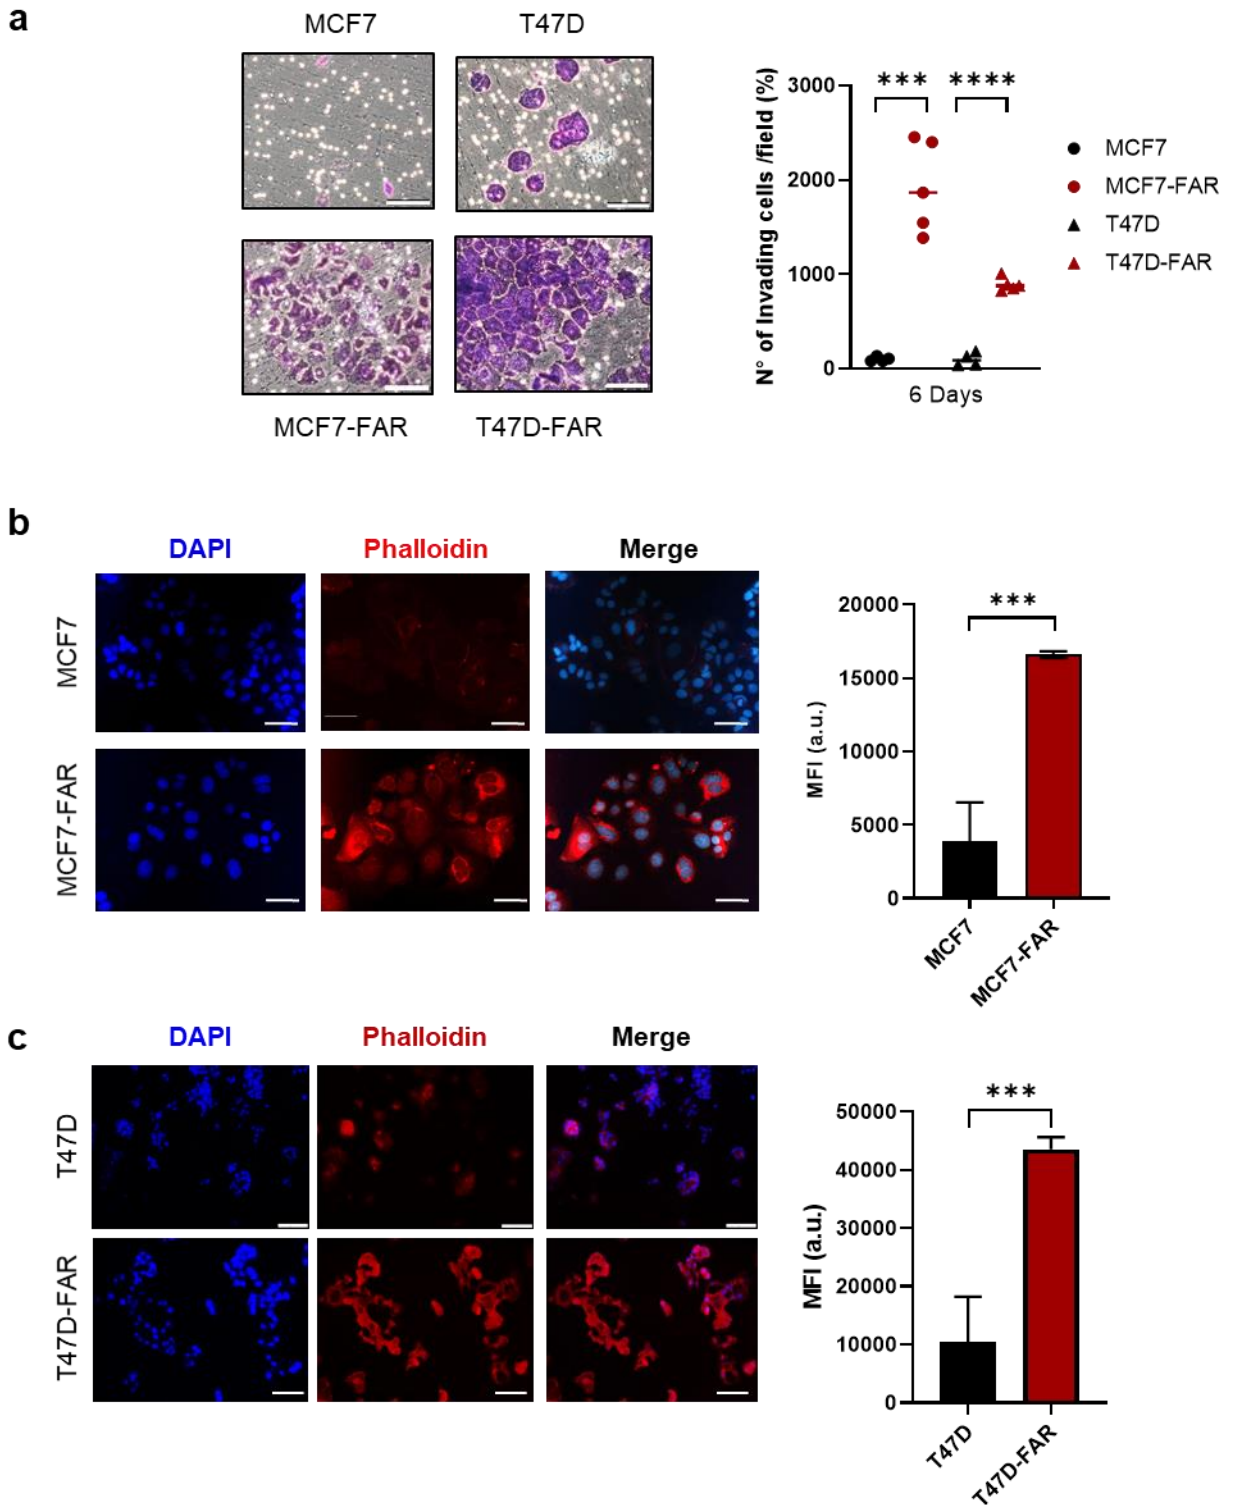 a
MCF7
T47D
MCF7-FAR
T47D-FAR
N° of Invading cells /field (%)
3000
2000
1000
0
*** ****
6 Days
MCF7
MCF7-FAR
T47D
T47D-FAR
b
DAPI
Phalloidin
Merge
MCF7
MCF7-FAR
MFI (a.u.)
20000
15000
10000
5000
0
***
MCF7
MCF7-FAR
c
DAPI
Phalloidin
Merge
T47D
T47D-FAR
MFI (a.u.)
50000
40000
30000
20000
10000
0
***
T47D
T47D-FAR